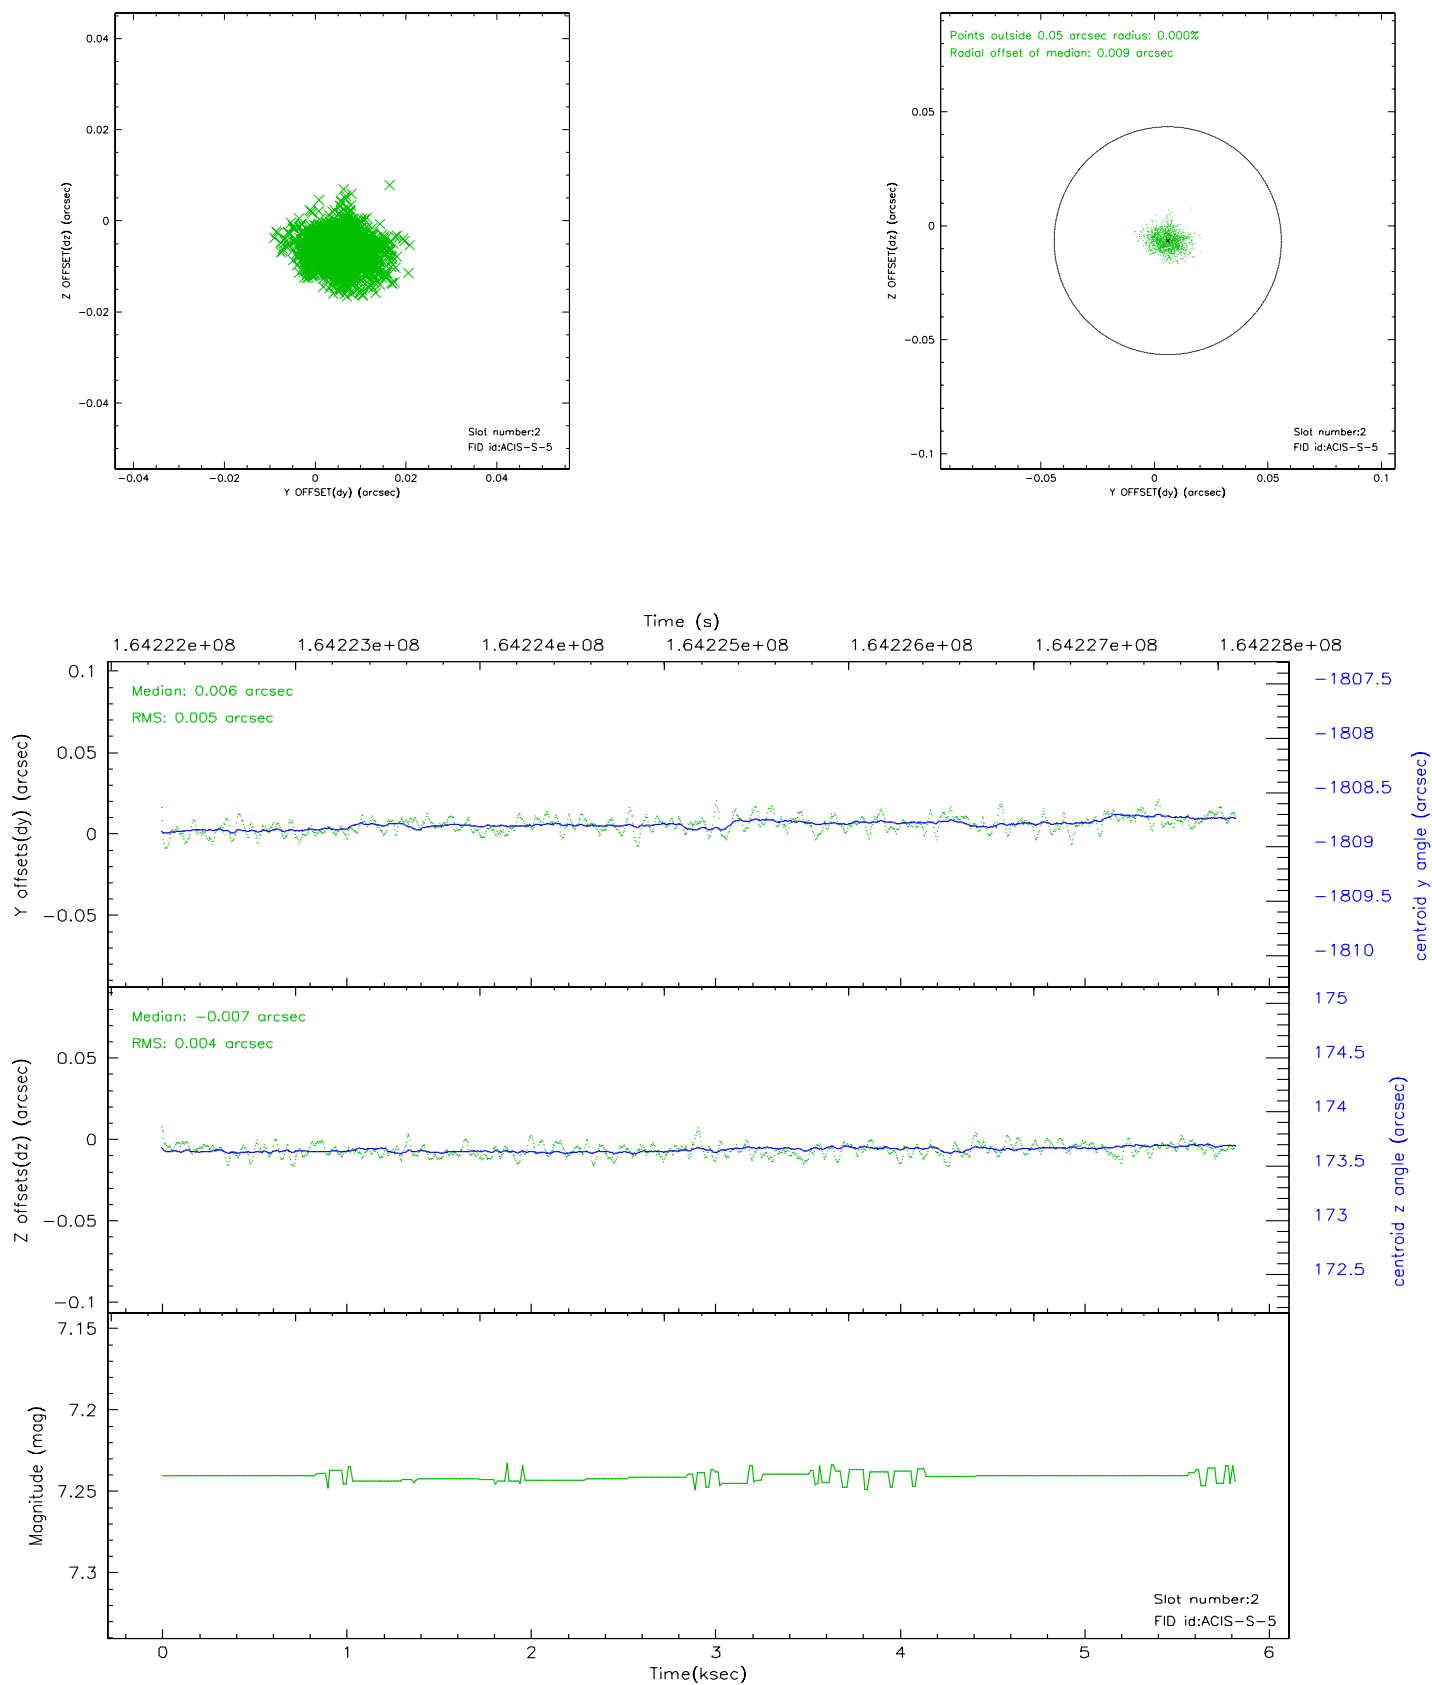 0.04
0.02
0
-0.02
-0.04
Z OFFSET(dz) (arcsec)
Slot number:2
FID id:ACIS-S-5
-0.04 -0.02 0 0.02 0.04
Y OFFSET(dy) (arcsec)
Points outside 0.05 arcsec radius: 0.000%
Radial offset of median: 0.009 arcsec
0.05
0
-0.05
-0.1
Z OFFSET(dz) (arcsec)
Slot number:2
FID id:ACIS-S-5
-0.05 0 0.05 0.1
Y OFFSET(dy) (arcsec)
Time (s)
1.64222e+08 1.64223e+08 1.64224e+08 1.64225e+08 1.64226e+08 1.64227e+08 1.64228e+08
Median: 0.006 arcsec
RMS: 0.005 arcsec
0.1
0.05
0
-0.05
Y offsets(dy) (arcsec)
-1807.5
-1808
-1808.5
-1809
-1809.5
-1810
centroid y angle (arcsec)
Median: -0.007 arcsec
RMS: 0.004 arcsec
0.05
0
-0.05
-0.1
Z offsets(dz) (arcsec)
175
174.5
174
173.5
173
172.5
centroid z angle (arcsec)
7.15
7.2
7.25
7.3
Magnitude (mag)
Slot number:2
FID id:ACIS-S-5
0 1 2 3 4 5 6
Time(ksec)